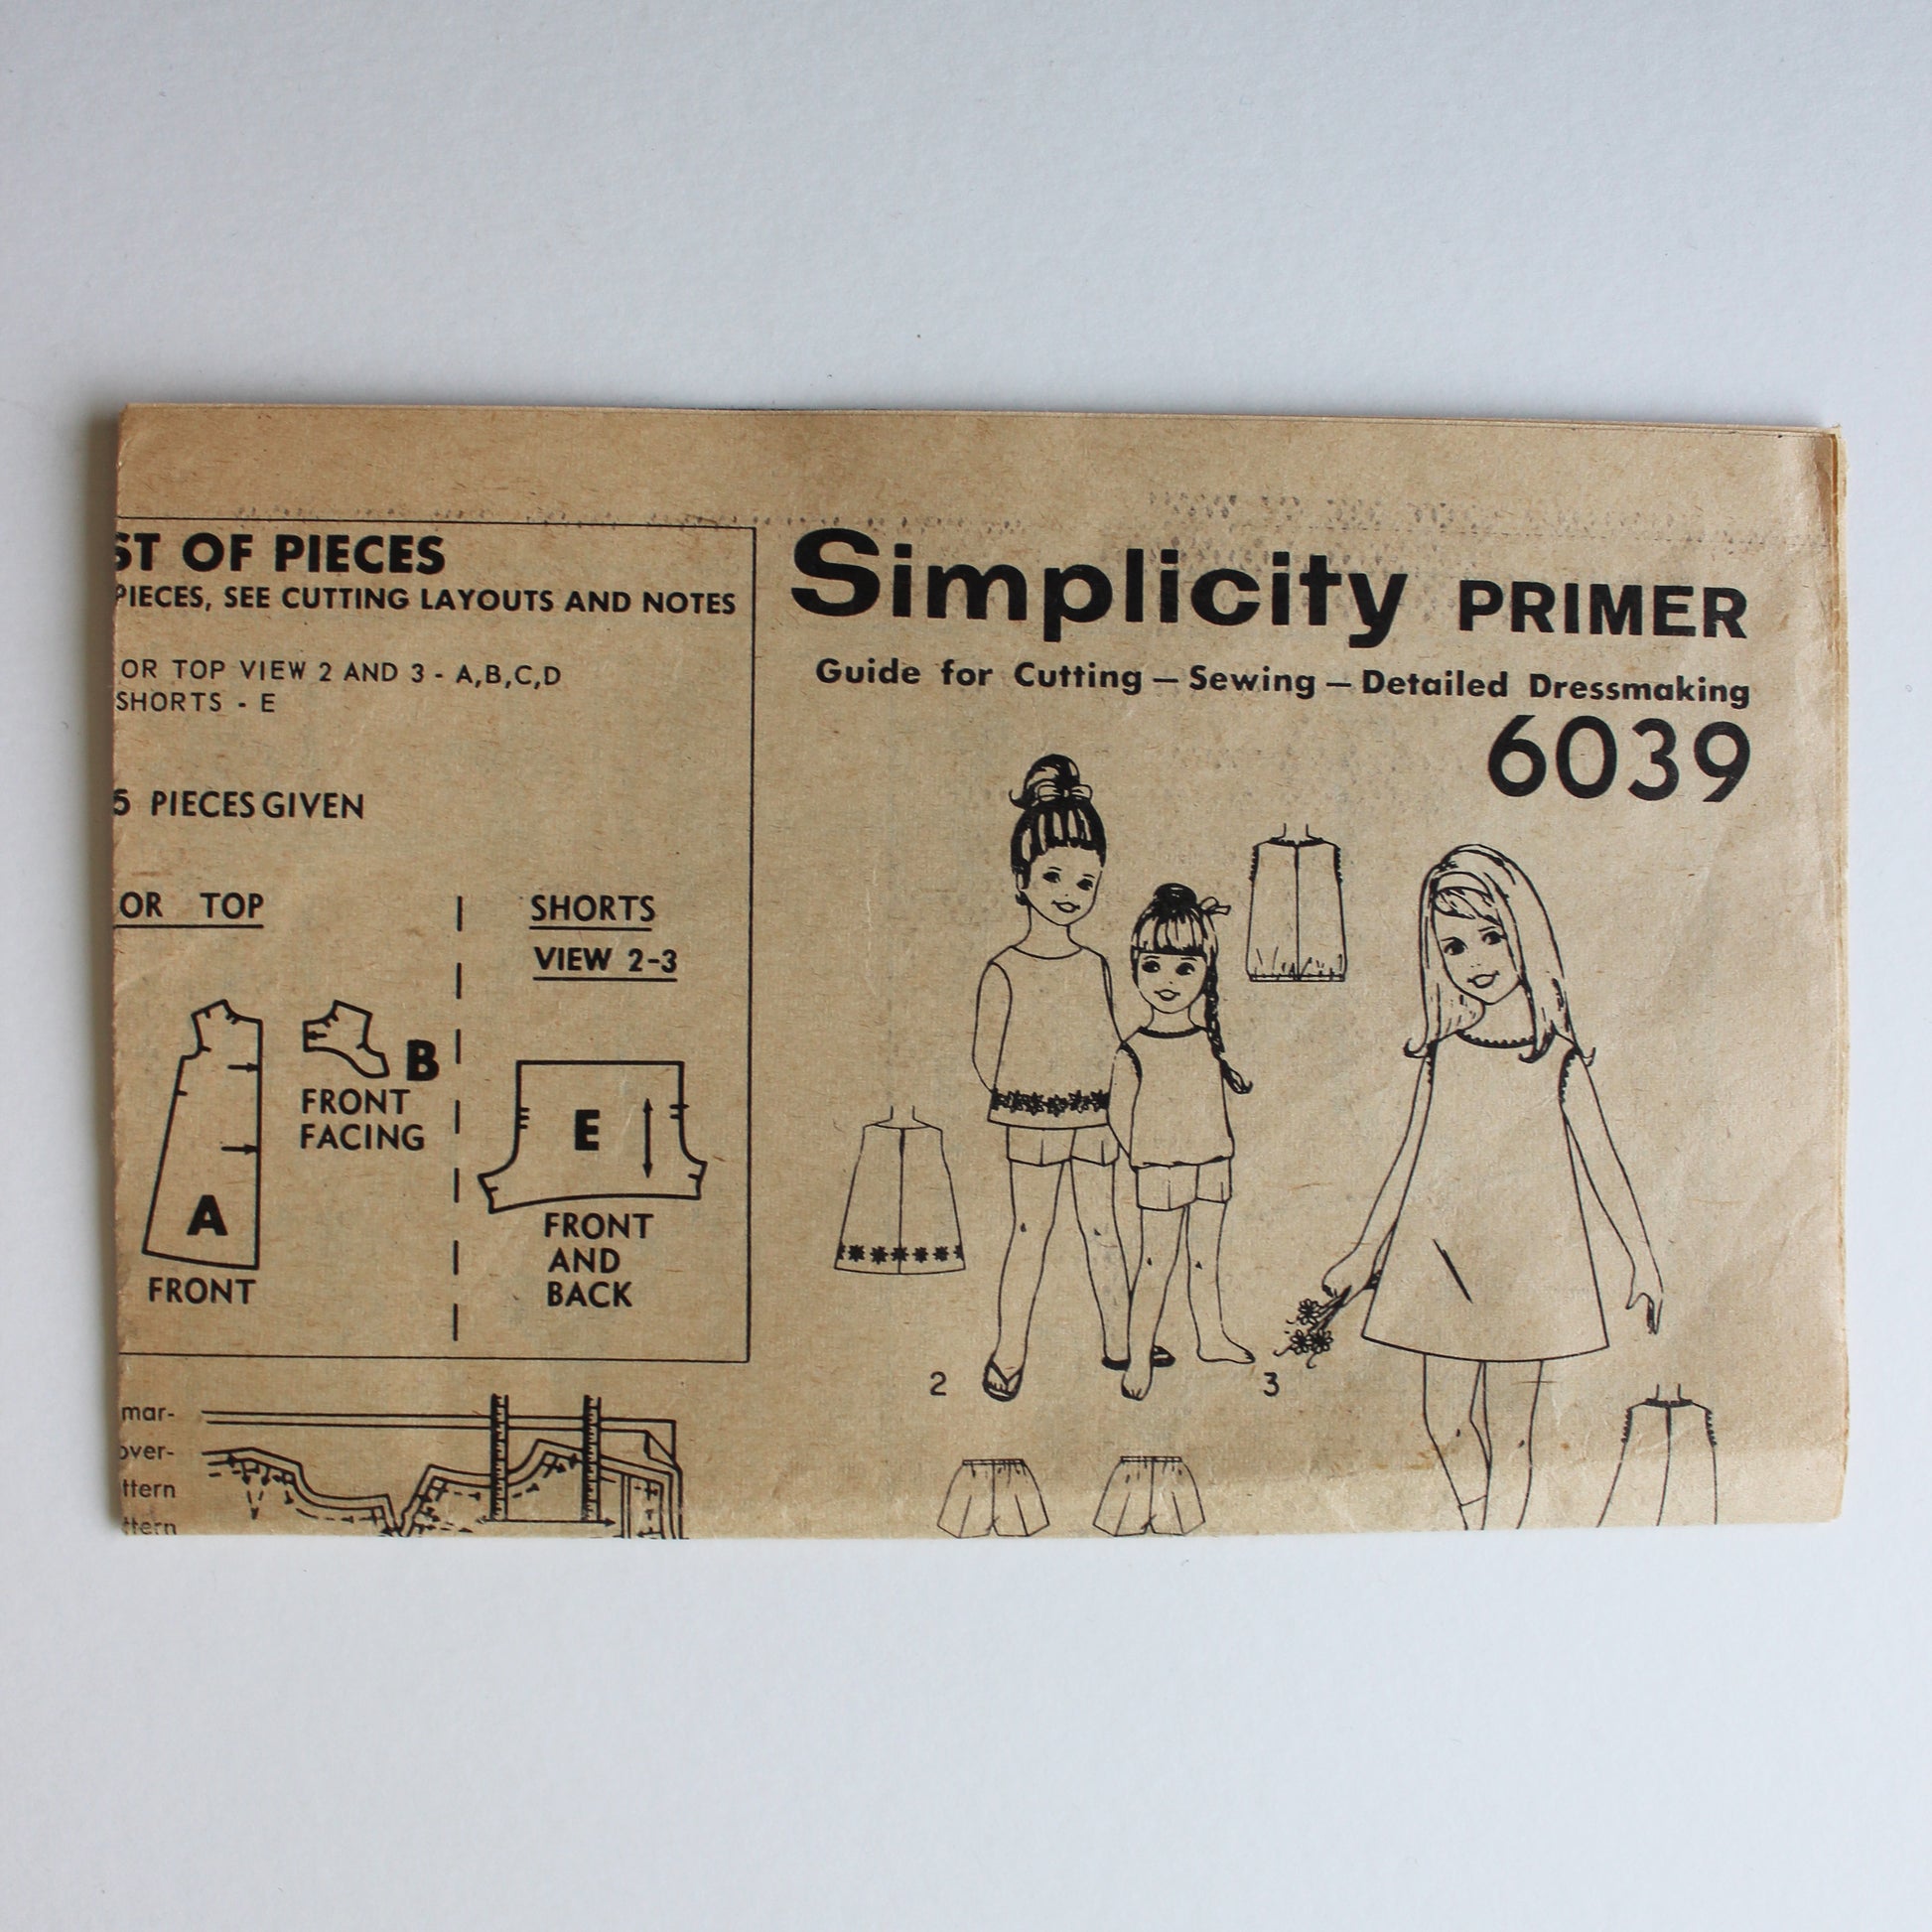 ST OF PIECES
PIECES, SEE CUTTING LAYOUTS AND NOTES
OR TOP VIEW 2 AND 3 - A,B,C,D
SHORTS - E
5 PIECES GIVEN
OR TOP
SHORTS
VIEW 2-3
A
FRONT
B
FRONT
FACING
E
FRONT
AND
BACK
mar-
over-
ttern
ttern
Simplicity PRIMER
Guide for Cutting — Sewing — Detailed Dressmaking
6039
2
3